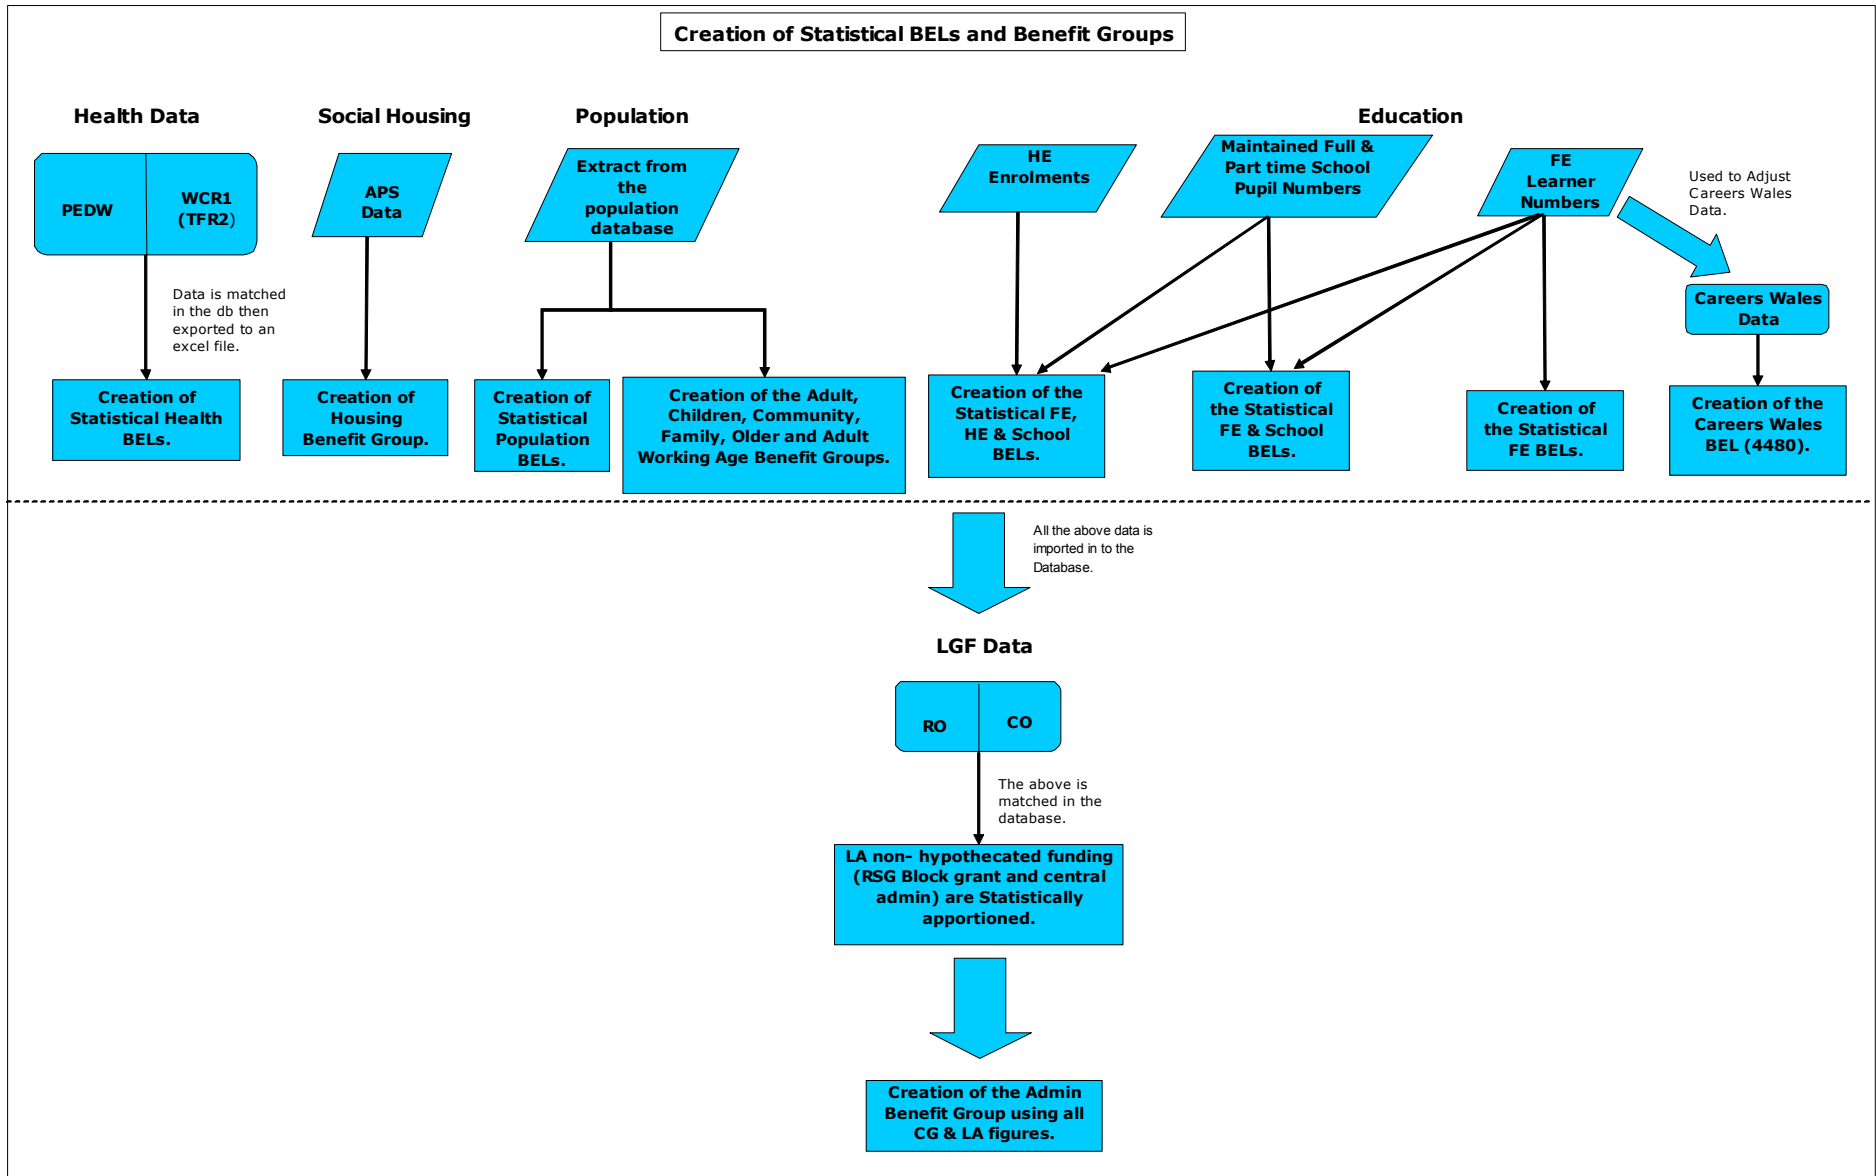 Creation of Statistical BELs and Benefit Groups
Health Data
Social Housing
Population
Education
PEDW
WCR1
(TFR2)
APS
Data
Extract from
the
population
database
HE
Enrolments
Maintained Full &
Part time School
Pupil Numbers
FE
Learner
Numbers
Used to Adjust
Careers Wales
Data.
Data is matched
in the db then
exported to an
excel file.
Careers Wales
Data
Creation of
Statistical Health
BELs.
Creation of
Housing
Benefit Group.
Creation of
Statistical
Population
BELs.
Creation of the Adult,
Children, Community,
Family, Older and Adult
Working Age Benefit Groups.
Creation of the
Statistical FE,
HE & School
BELs.
Creation of
the Statistical
FE & School
BELs.
Creation of
the Statistical
FE BELs.
Creation of the
Careers Wales
BEL (4480).
All the above data is
imported in to the
Database.
LGF Data
RO
CO
The above is
matched in the
database.
LA non- hypothecated funding
(RSG Block grant and central
admin) are Statistically
apportioned.
Creation of the Admin
Benefit Group using all
CG & LA figures.